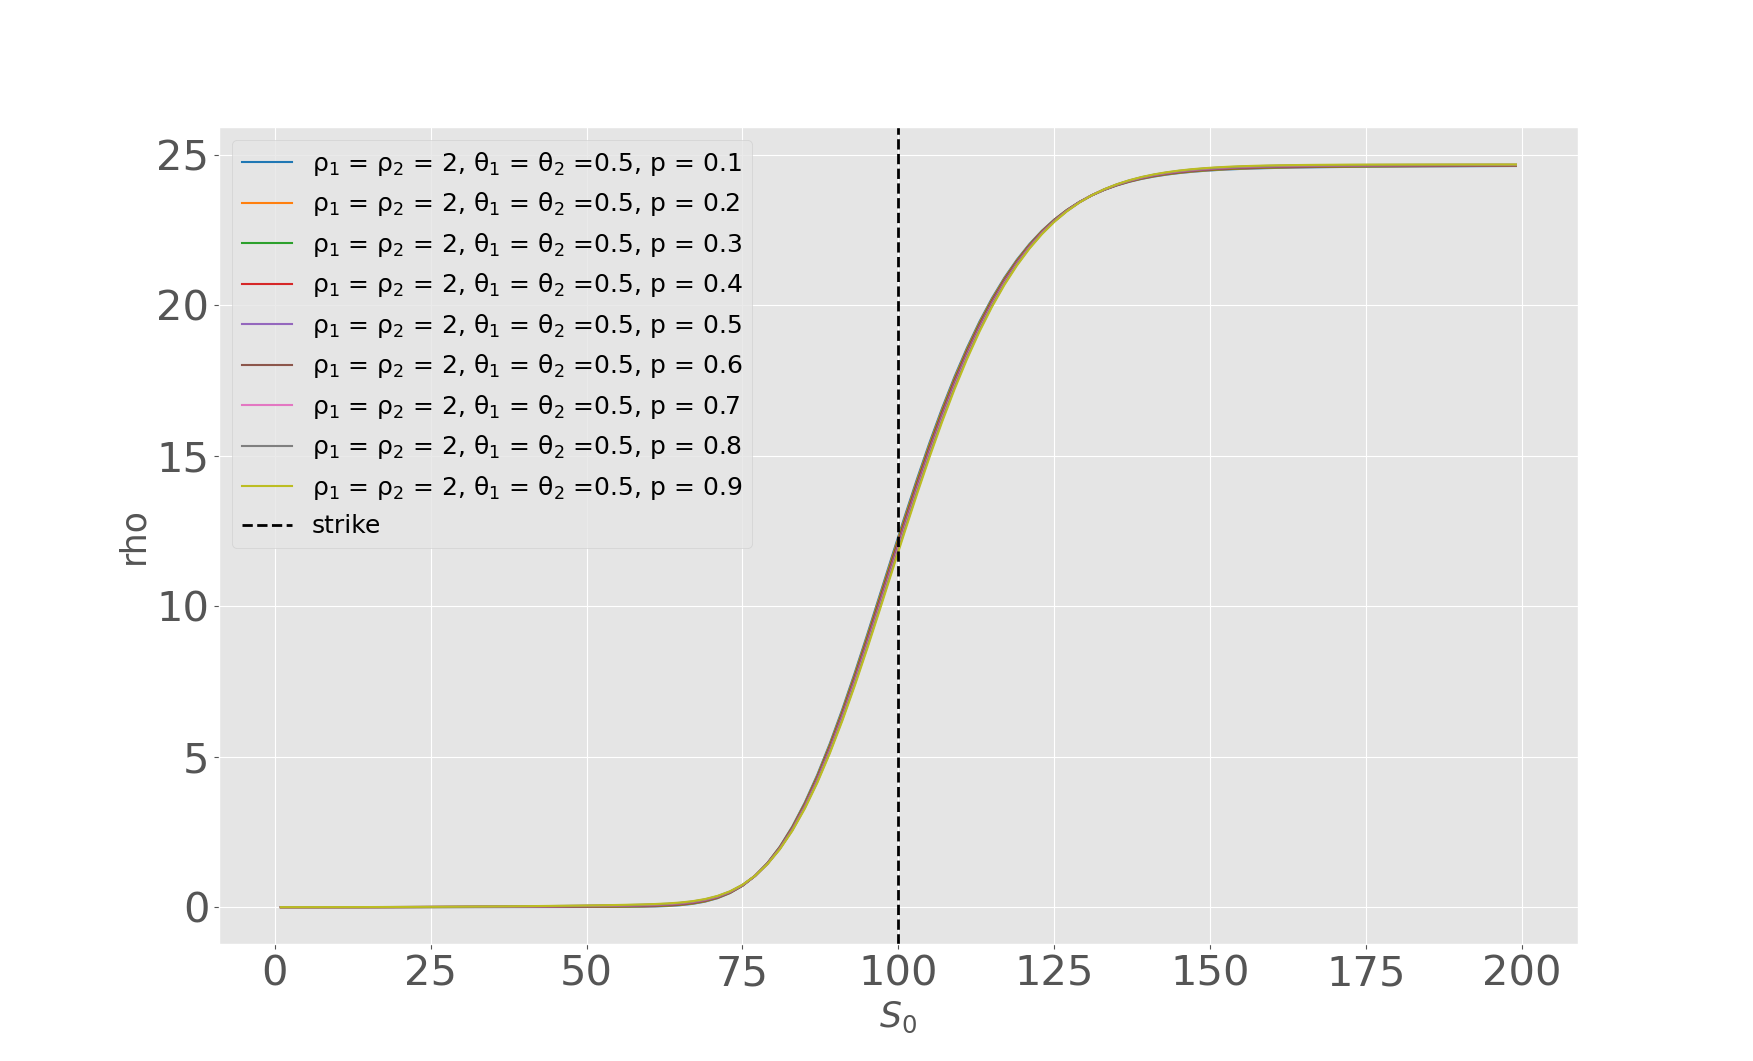 25
20
15
10
5
0
rho
ρ₁ = ρ₂ = 2, θ₁ = θ₂ =0.5, p = 0.1
ρ₁ = ρ₂ = 2, θ₁ = θ₂ =0.5, p = 0.2
ρ₁ = ρ₂ = 2, θ₁ = θ₂ =0.5, p = 0.3
ρ₁ = ρ₂ = 2, θ₁ = θ₂ =0.5, p = 0.4
ρ₁ = ρ₂ = 2, θ₁ = θ₂ =0.5, p = 0.5
ρ₁ = ρ₂ = 2, θ₁ = θ₂ =0.5, p = 0.6
ρ₁ = ρ₂ = 2, θ₁ = θ₂ =0.5, p = 0.7
ρ₁ = ρ₂ = 2, θ₁ = θ₂ =0.5, p = 0.8
ρ₁ = ρ₂ = 2, θ₁ = θ₂ =0.5, p = 0.9
strike
0 25 50 75 100 125 150 175 200
S₀